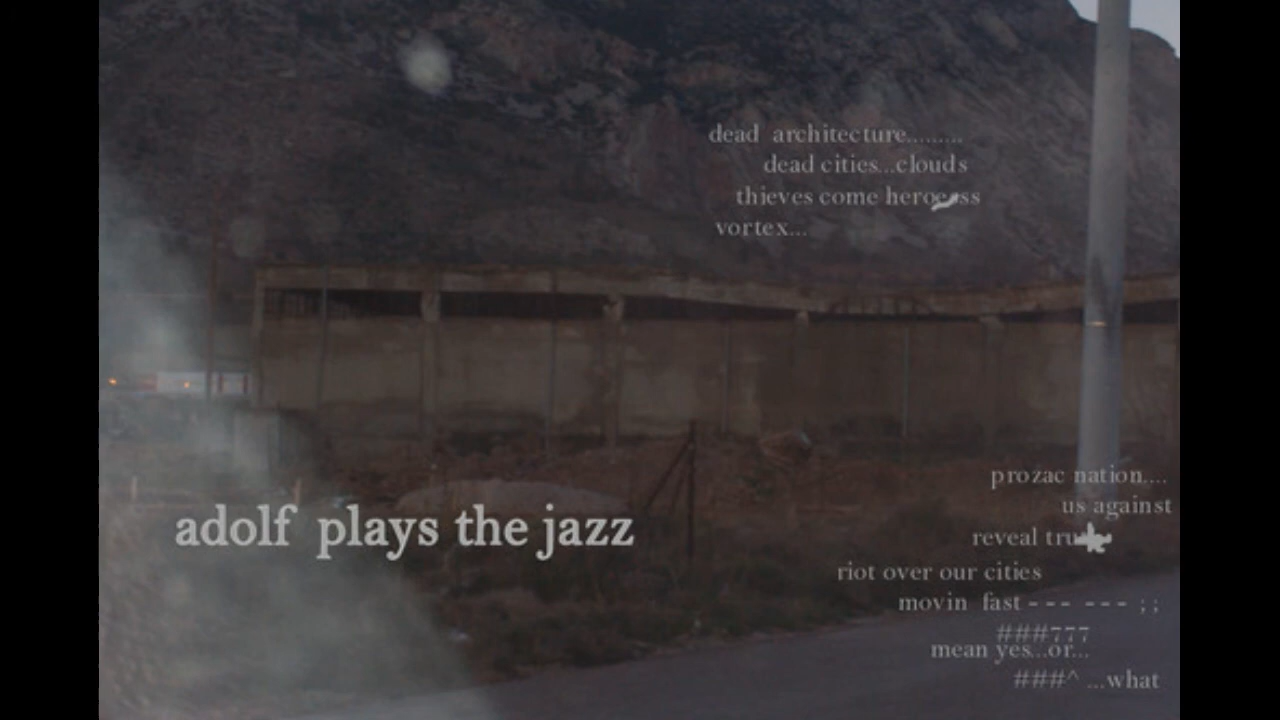 dead architecture.........
dead cities...clouds
thieves come heroeess
vortex...
adolf plays the jazz
prozac nation....
us against
reveal
riot over our cities
movin fast - - - - - - ; ;
###777
mean yes...or...
###^ ...what